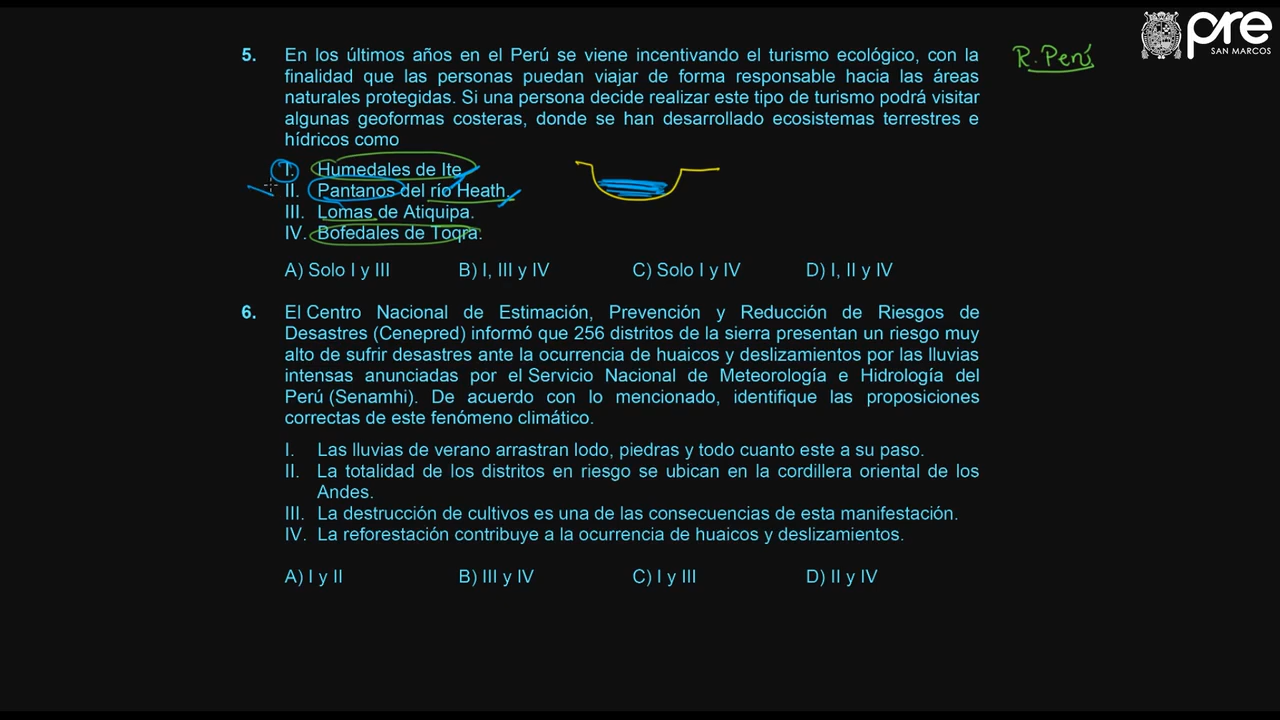 pre
SAN MARCOS
R. Perú
5. En los últimos años en el Perú se viene incentivando el turismo ecológico, con la
finalidad que las personas puedan viajar de forma responsable hacia las áreas
naturales protegidas. Si una persona decide realizar este tipo de turismo podrá visitar
algunas geoformas costeras, donde se han desarrollado ecosistemas terrestres e
hídricos como
I. Humedales de Ite.
II. Pantanos del río Heath.
III. Lomas de Atiquipa.
IV. Bofedales de Toqra.
A) Solo I y III B) I, III y IV C) Solo I y IV D) I, II y IV
6. El Centro Nacional de Estimación, Prevención y Reducción de Riesgos de
Desastres (Cenepred) informó que 256 distritos de la sierra presentan un riesgo muy
alto de sufrir desastres ante la ocurrencia de huaicos y deslizamientos por las lluvias
intensas anunciadas por el Servicio Nacional de Meteorología e Hidrología del
Perú (Senamhi). De acuerdo con lo mencionado, identifique las proposiciones
correctas de este fenómeno climático.
I. Las lluvias de verano arrastran lodo, piedras y todo cuanto este a su paso.
II. La totalidad de los distritos en riesgo se ubican en la cordillera oriental de los
Andes.
III. La destrucción de cultivos es una de las consecuencias de esta manifestación.
IV. La reforestación contribuye a la ocurrencia de huaicos y deslizamientos.
A) I y II B) III y IV C) I y III D) II y IV